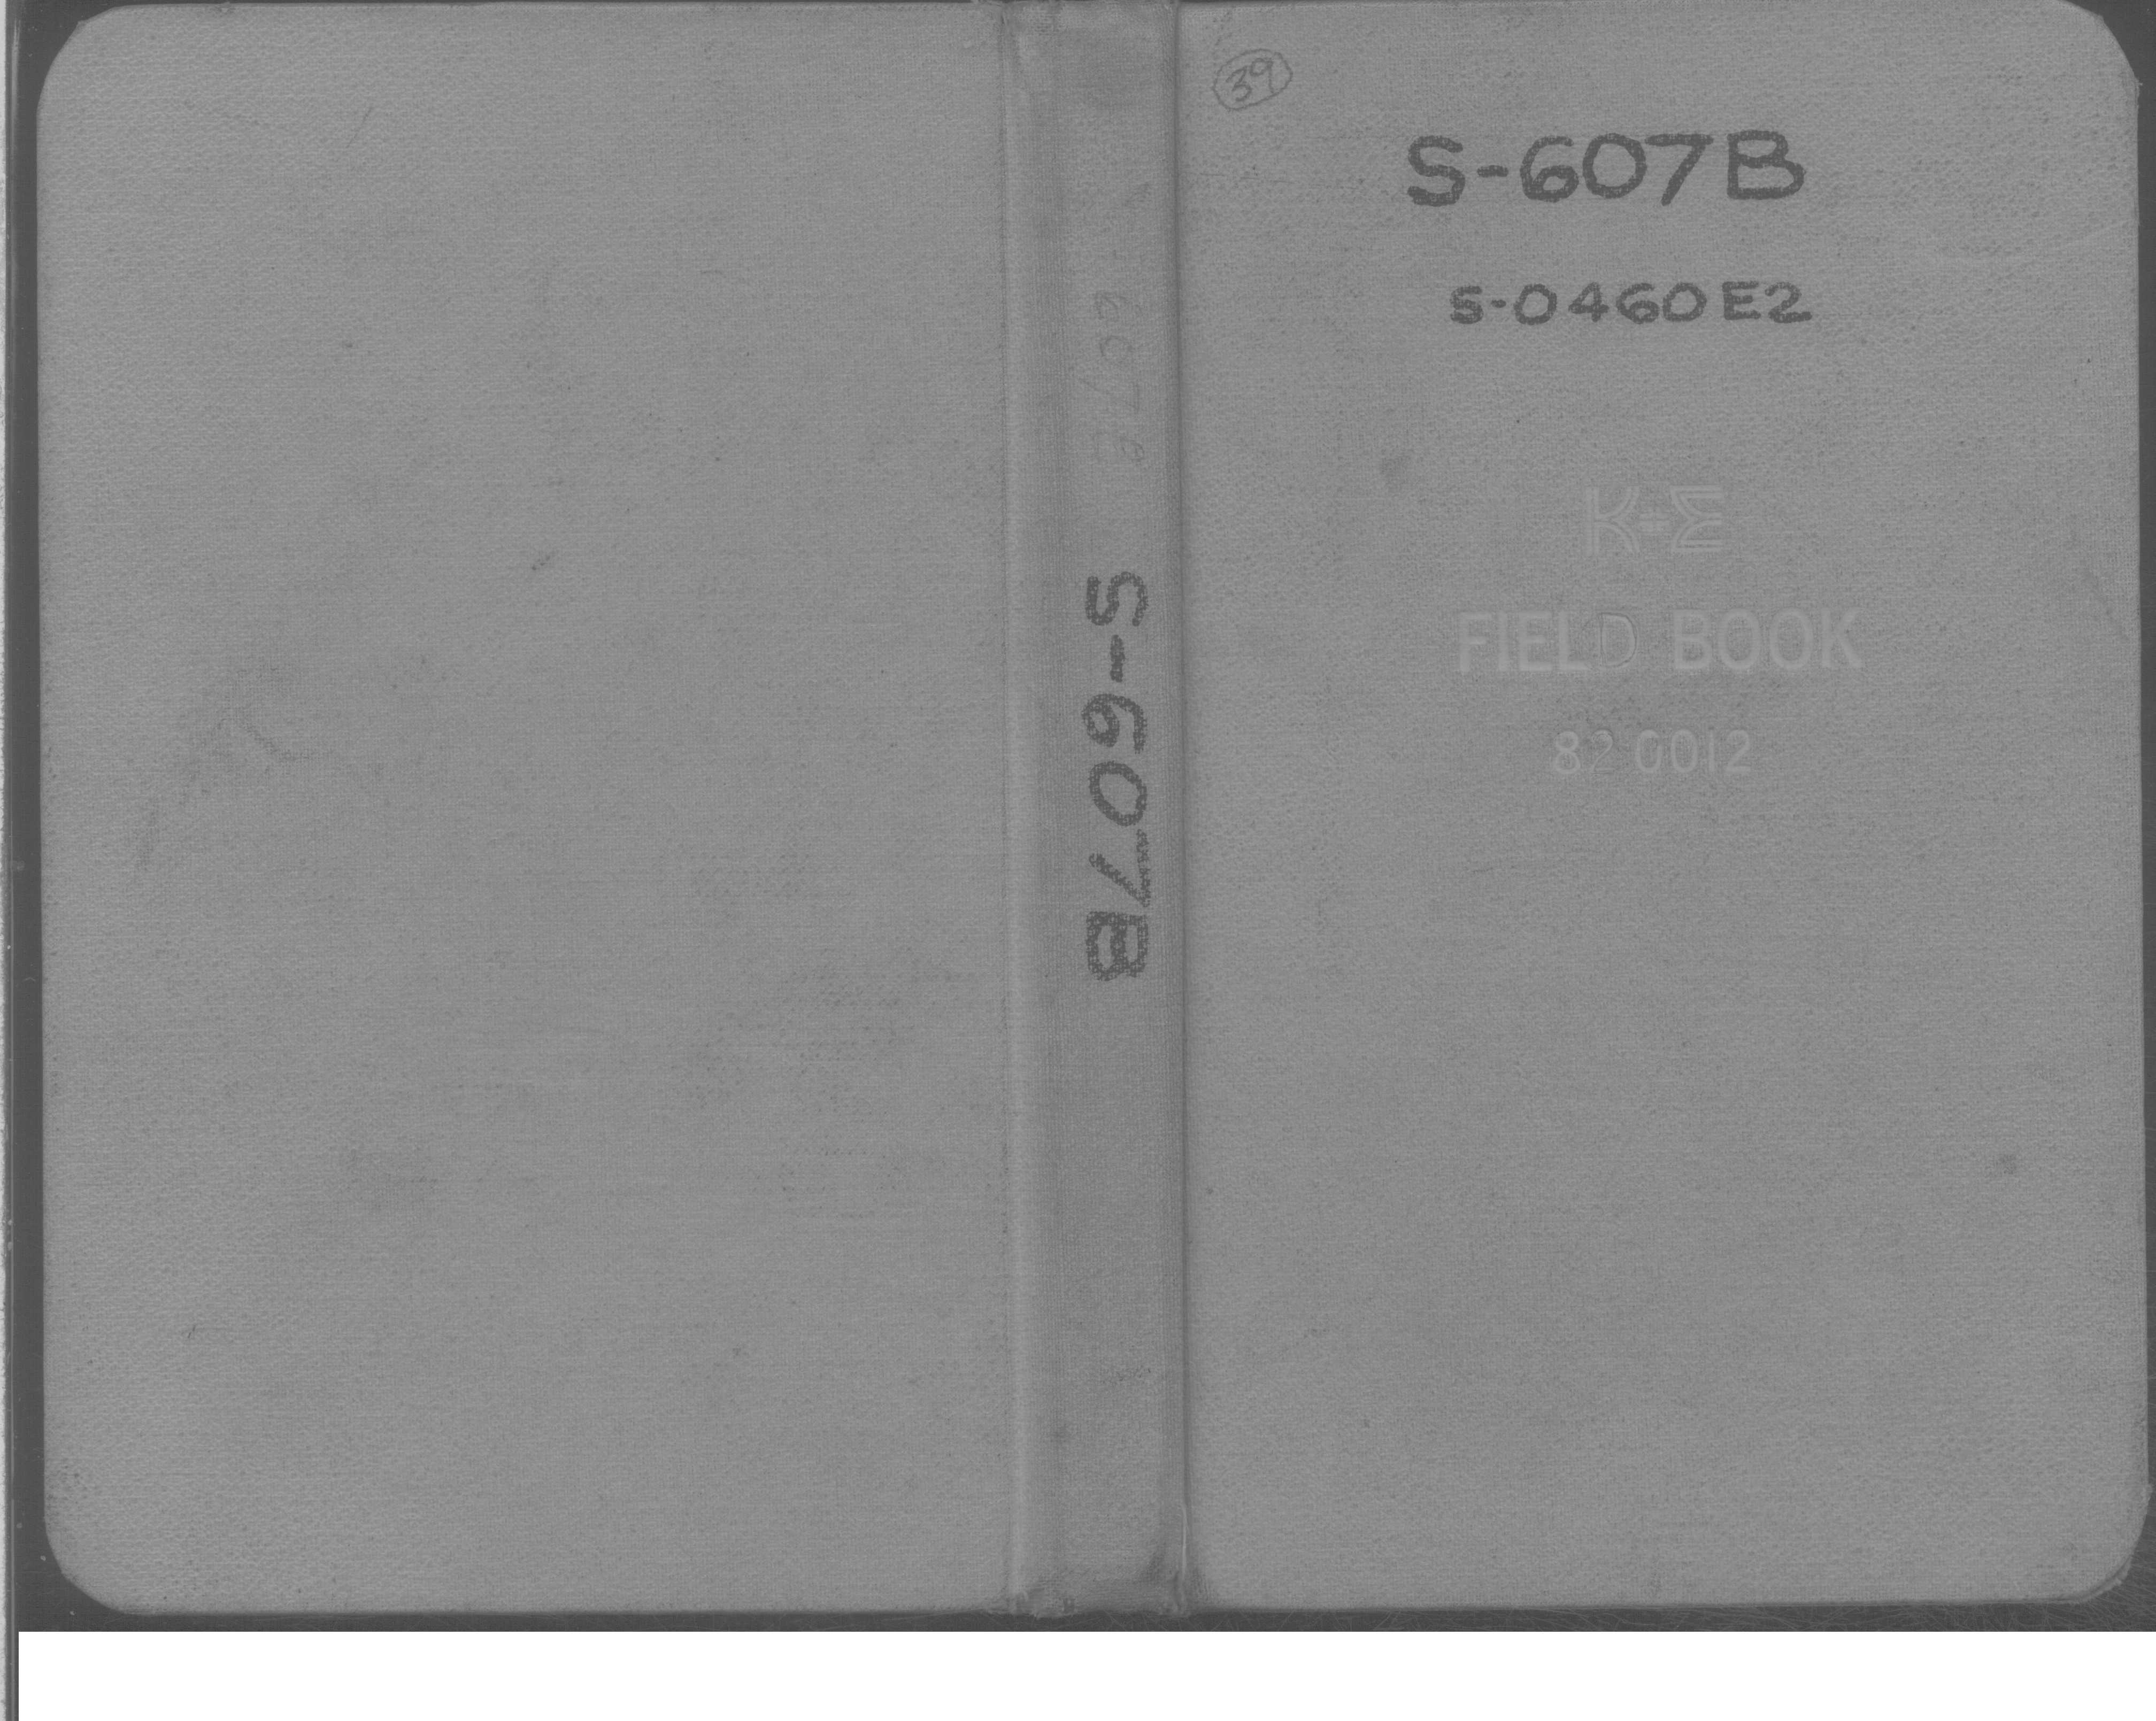 39
S-607B
S-0460E2
K+E
FIELD BOOK
82 0012
S-607B